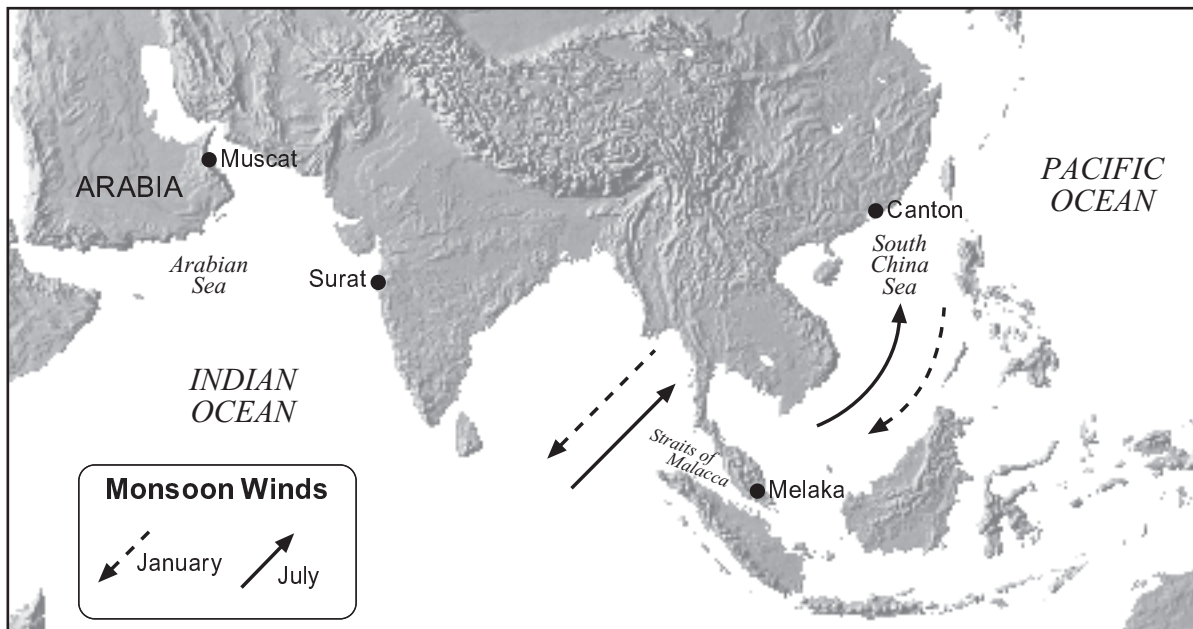 Muscat
ARABIA
PACIFIC
OCEAN
Canton
South
China
Sea
Arabian
Sea
Surat
INDIAN
OCEAN
Straits of
Malacca
Melaka
Monsoon Winds
January
July